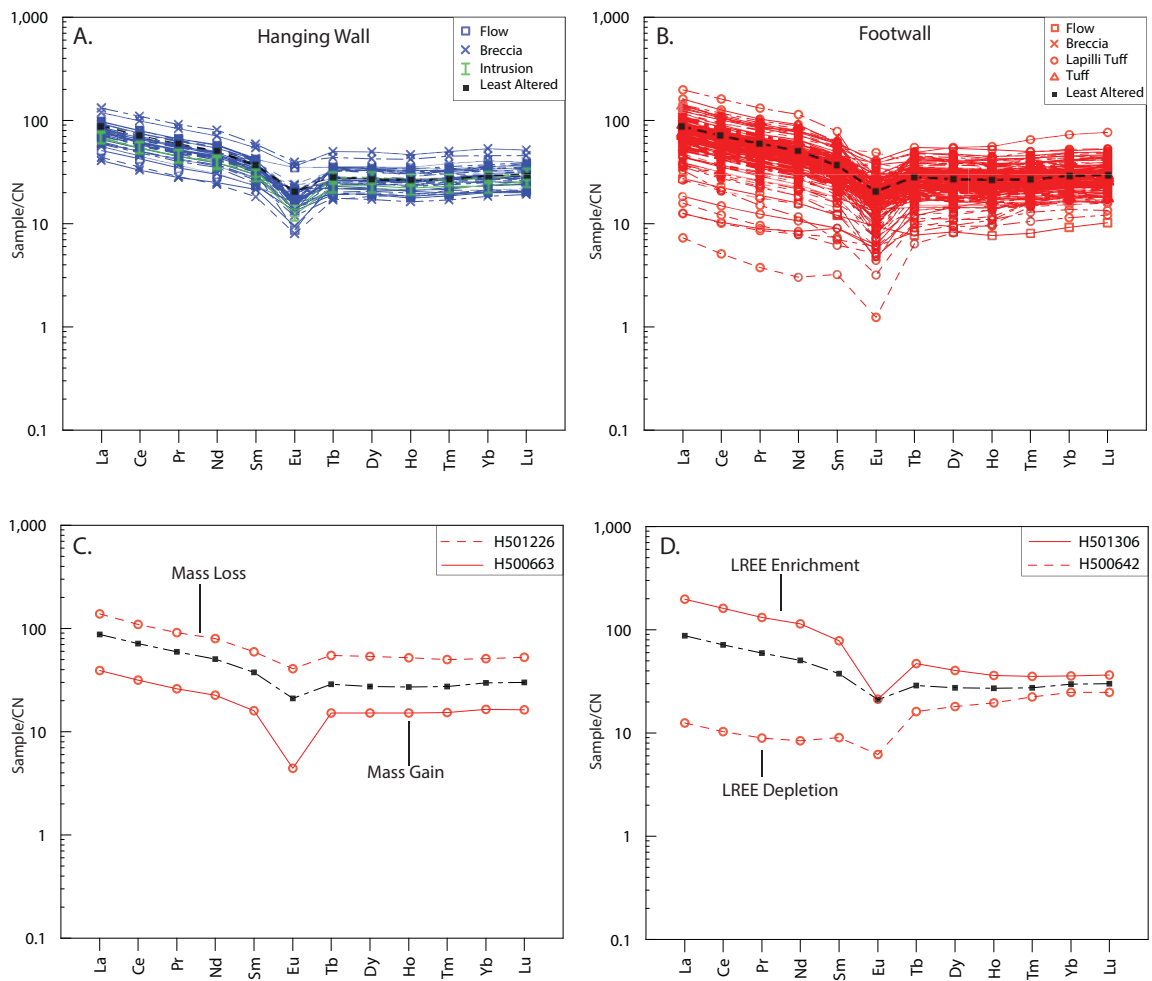 A.
Hanging Wall
Flow
Breccia
Intrusion
Least Altered
Sample/CN
1,000
100
10
1
0.1
La Ce Pr Nd Sm Eu Tb Dy Ho Tm Yb Lu
B.
Footwall
Flow
Breccia
Lapilli Tuff
Tuff
Least Altered
Sample/CN
1,000
100
10
1
0.1
La Ce Pr Nd Sm Eu Tb Dy Ho Tm Yb Lu
C.
H501226
H500663
Mass Loss
Mass Gain
Sample/CN
1,000
100
10
1
0.1
La Ce Pr Nd Sm Eu Tb Dy Ho Tm Yb Lu
D.
H501306
H500642
LREE Enrichment
LREE Depletion
Sample/CN
1,000
100
10
1
0.1
La Ce Pr Nd Sm Eu Tb Dy Ho Tm Yb Lu